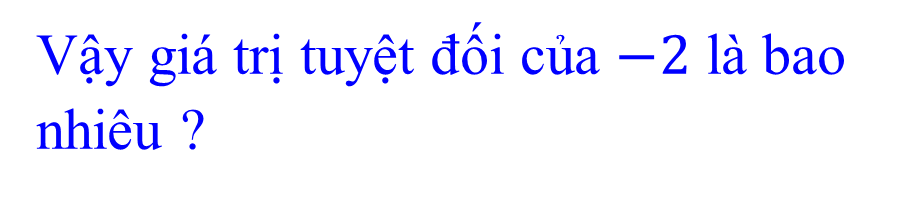 Vậy giá trị tuyệt đối của −2 là bao
nhiêu ?